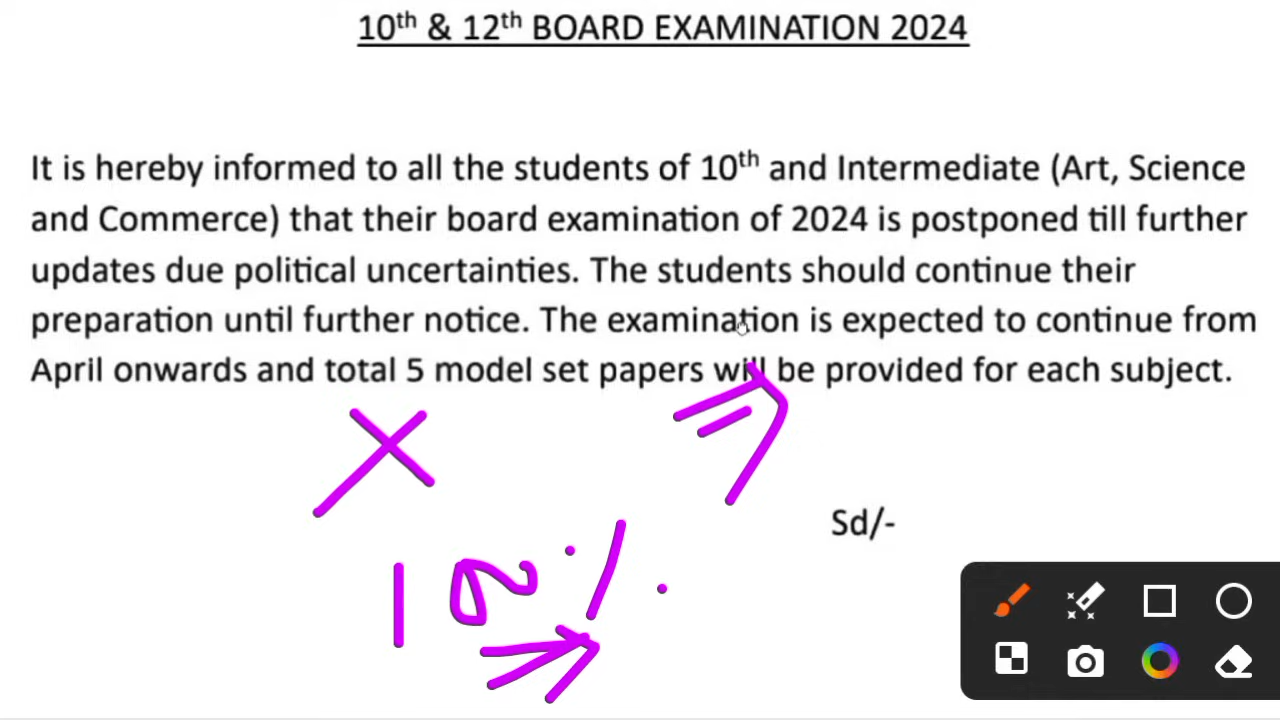 10th & 12th BOARD EXAMINATION 2024
It is hereby informed to all the students of 10th and Intermediate (Art, Science
and Commerce) that their board examination of 2024 is postponed till further
updates due political uncertainties. The students should continue their
preparation until further notice. The examination is expected to continue from
April onwards and total 5 model set papers will be provided for each subject.
Sd/-